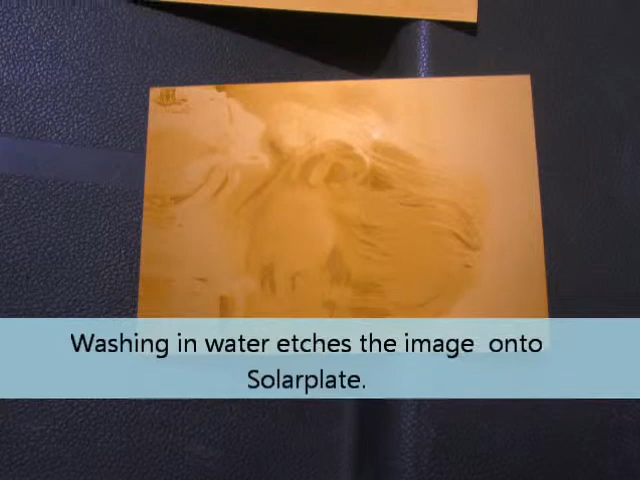 Washing in water etches the image  onto
Solarplate.